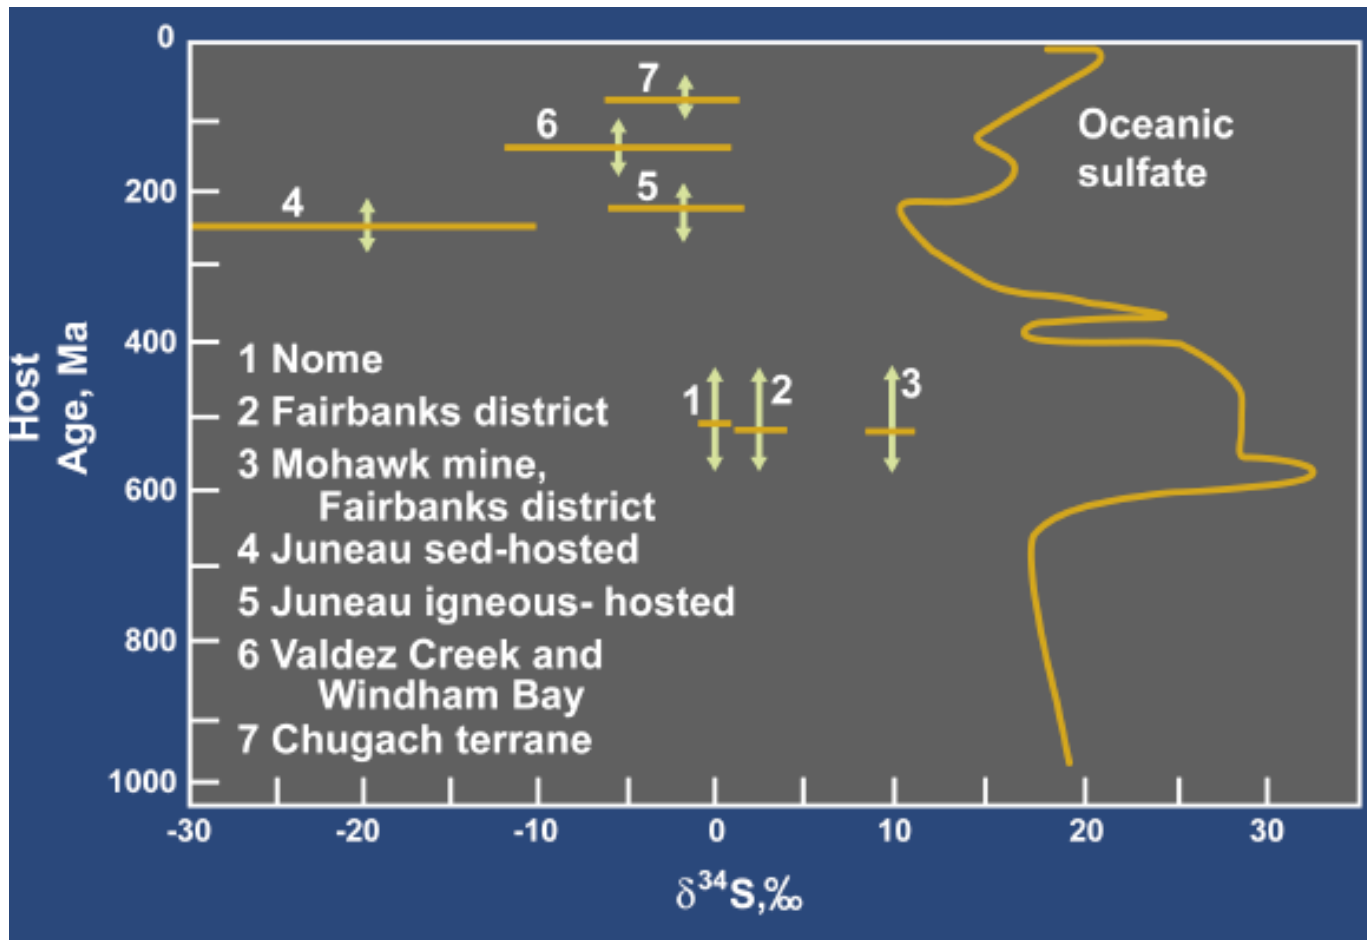 0
200
400
600
800
1000
Host
Age, Ma
7
6
5
4
Oceanic
sulfate
1
2
3
1 Nome
2 Fairbanks district
3 Mohawk mine,
Fairbanks district
4 Juneau sed-hosted
5 Juneau igneous- hosted
6 Valdez Creek and
Windham Bay
7 Chugach terrane
-30 -20 -10 0 10 20 30
δ³⁴S,‰